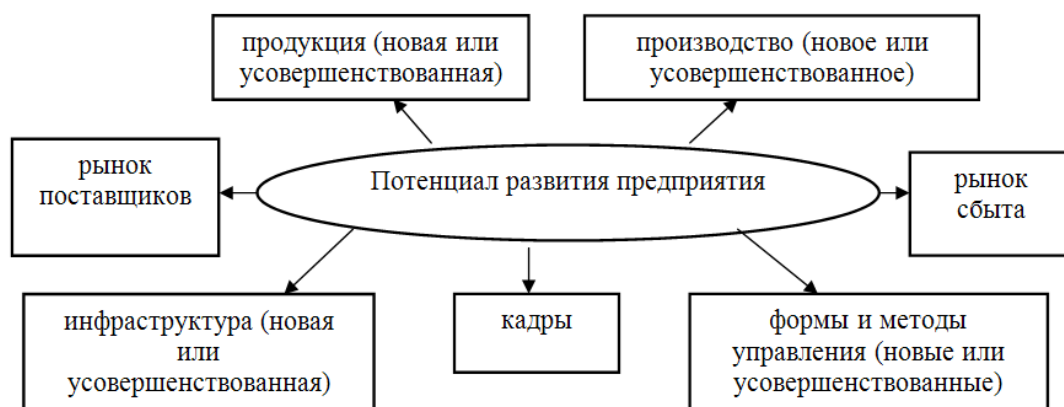 продукция (новая или
усовершенствованная)
производство (новое или
усовершенствованное)
рынок
поставщиков
Потенциал развития предприятия
рынок
сбыта
инфраструктура (новая
или
усовершенствованная)
кадры
формы и методы
управления (новые или
усовершенствованные)